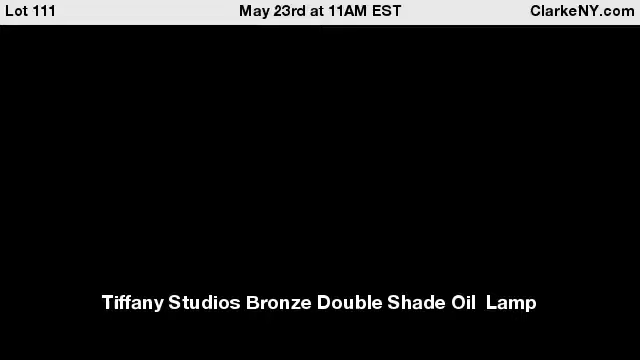 Lot 111 May 23rd at 11AM EST ClarkeNY.com
Tiffany Studios Bronze Double Shade Oil  Lamp